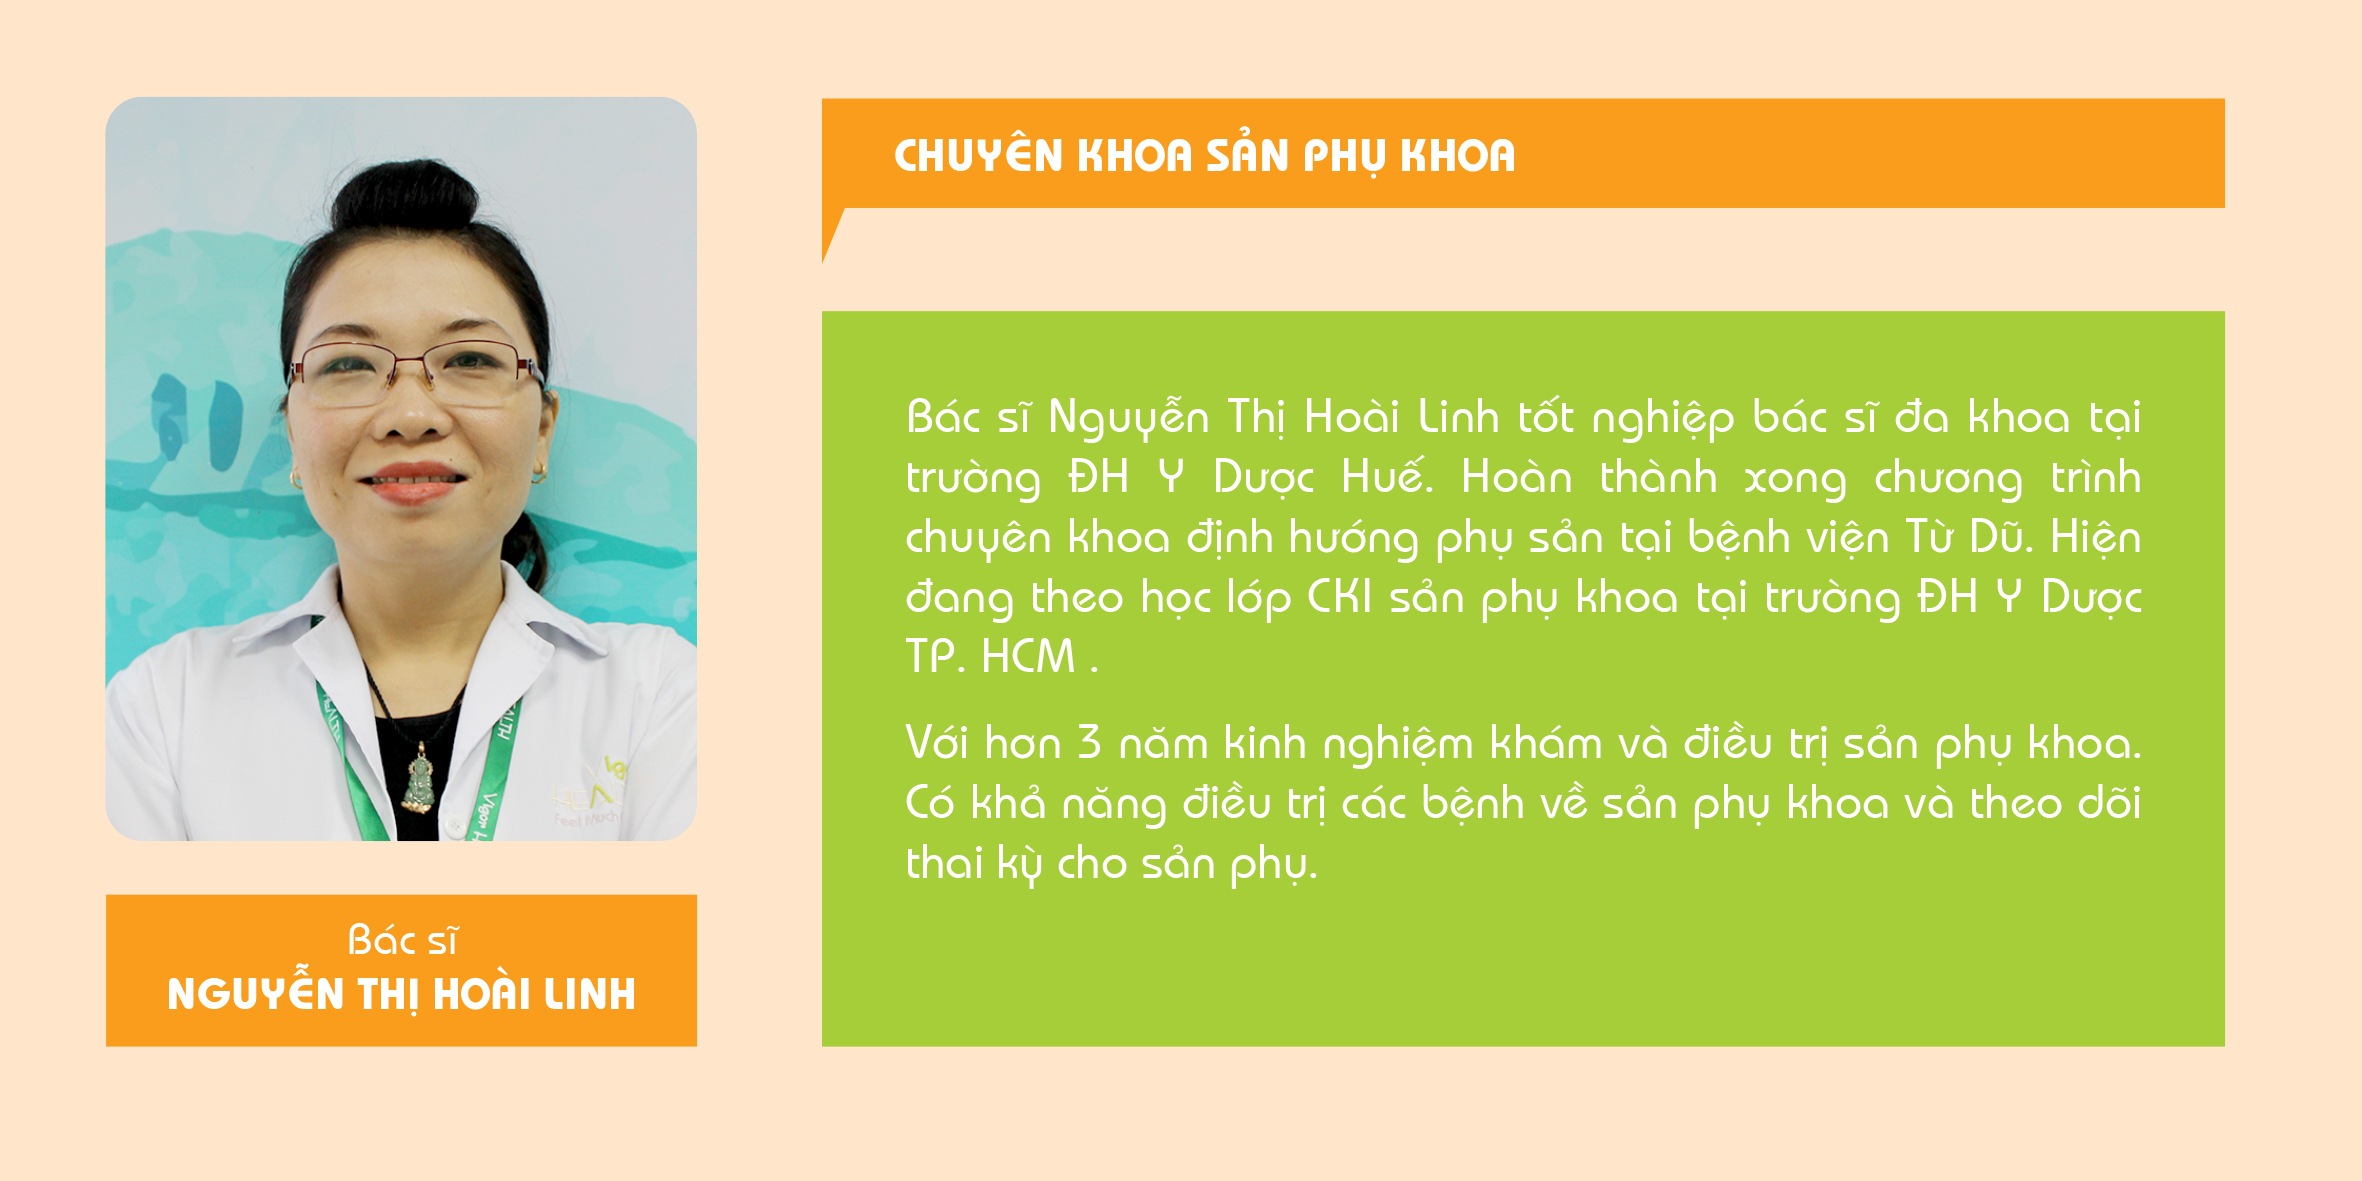 CHUYÊN KHOA SẢN PHỤ KHOA
Bác sĩ Nguyễn Thị Hoài Linh tốt nghiệp bác sĩ đa khoa tại
trường ĐH Y Dược Huế. Hoàn thành xong chương trình
chuyên khoa định hướng phụ sản tại bệnh viện Từ Dũ. Hiện
đang theo học lớp CKI sản phụ khoa tại trường ĐH Y Dược
TP. HCM .
Với hơn 3 năm kinh nghiệm khám và điều trị sản phụ khoa.
Có khả năng điều trị các bệnh về sản phụ khoa và theo dõi
thai kỳ cho sản phụ.
Bác sĩ
NGUYỄN THỊ HOÀI LINH
Feel Much